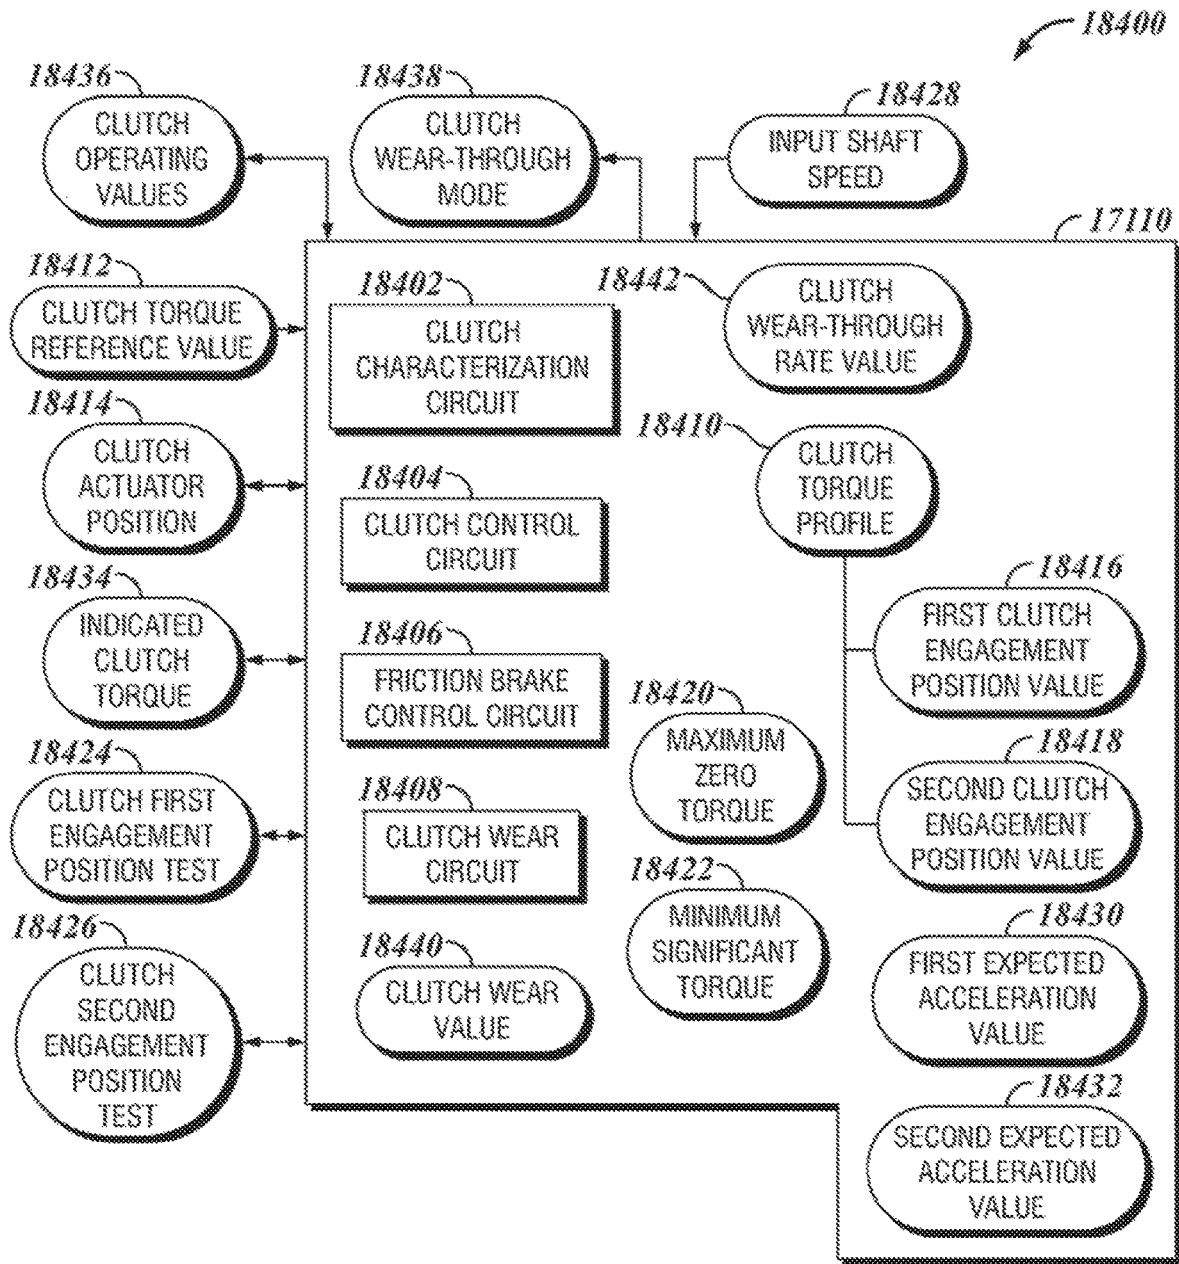 18400
18436
CLUTCH
OPERATING
VALUES
18438
CLUTCH
WEAR-THROUGH
MODE
18428
INPUT SHAFT
SPEED
17110
18412
CLUTCH TORQUE
REFERENCE VALUE
18414
CLUTCH
ACTUATOR
POSITION
18434
INDICATED
CLUTCH
TORQUE
18424
CLUTCH FIRST
ENGAGEMENT
POSITION TEST
18426
CLUTCH
SECOND
ENGAGEMENT
POSITION
TEST
18402
CLUTCH
CHARACTERIZATION
CIRCUIT
18404
CLUTCH CONTROL
CIRCUIT
18406
FRICTION BRAKE
CONTROL CIRCUIT
18408
CLUTCH WEAR
CIRCUIT
18440
CLUTCH WEAR
VALUE
18442
CLUTCH
WEAR-THROUGH
RATE VALUE
18410
CLUTCH
TORQUE
PROFILE
18416
FIRST CLUTCH
ENGAGEMENT
POSITION VALUE
18420
MAXIMUM
ZERO
TORQUE
18418
SECOND CLUTCH
ENGAGEMENT
POSITION VALUE
18422
MINIMUM
SIGNIFICANT
TORQUE
18430
FIRST EXPECTED
ACCELERATION
VALUE
18432
SECOND EXPECTED
ACCELERATION
VALUE